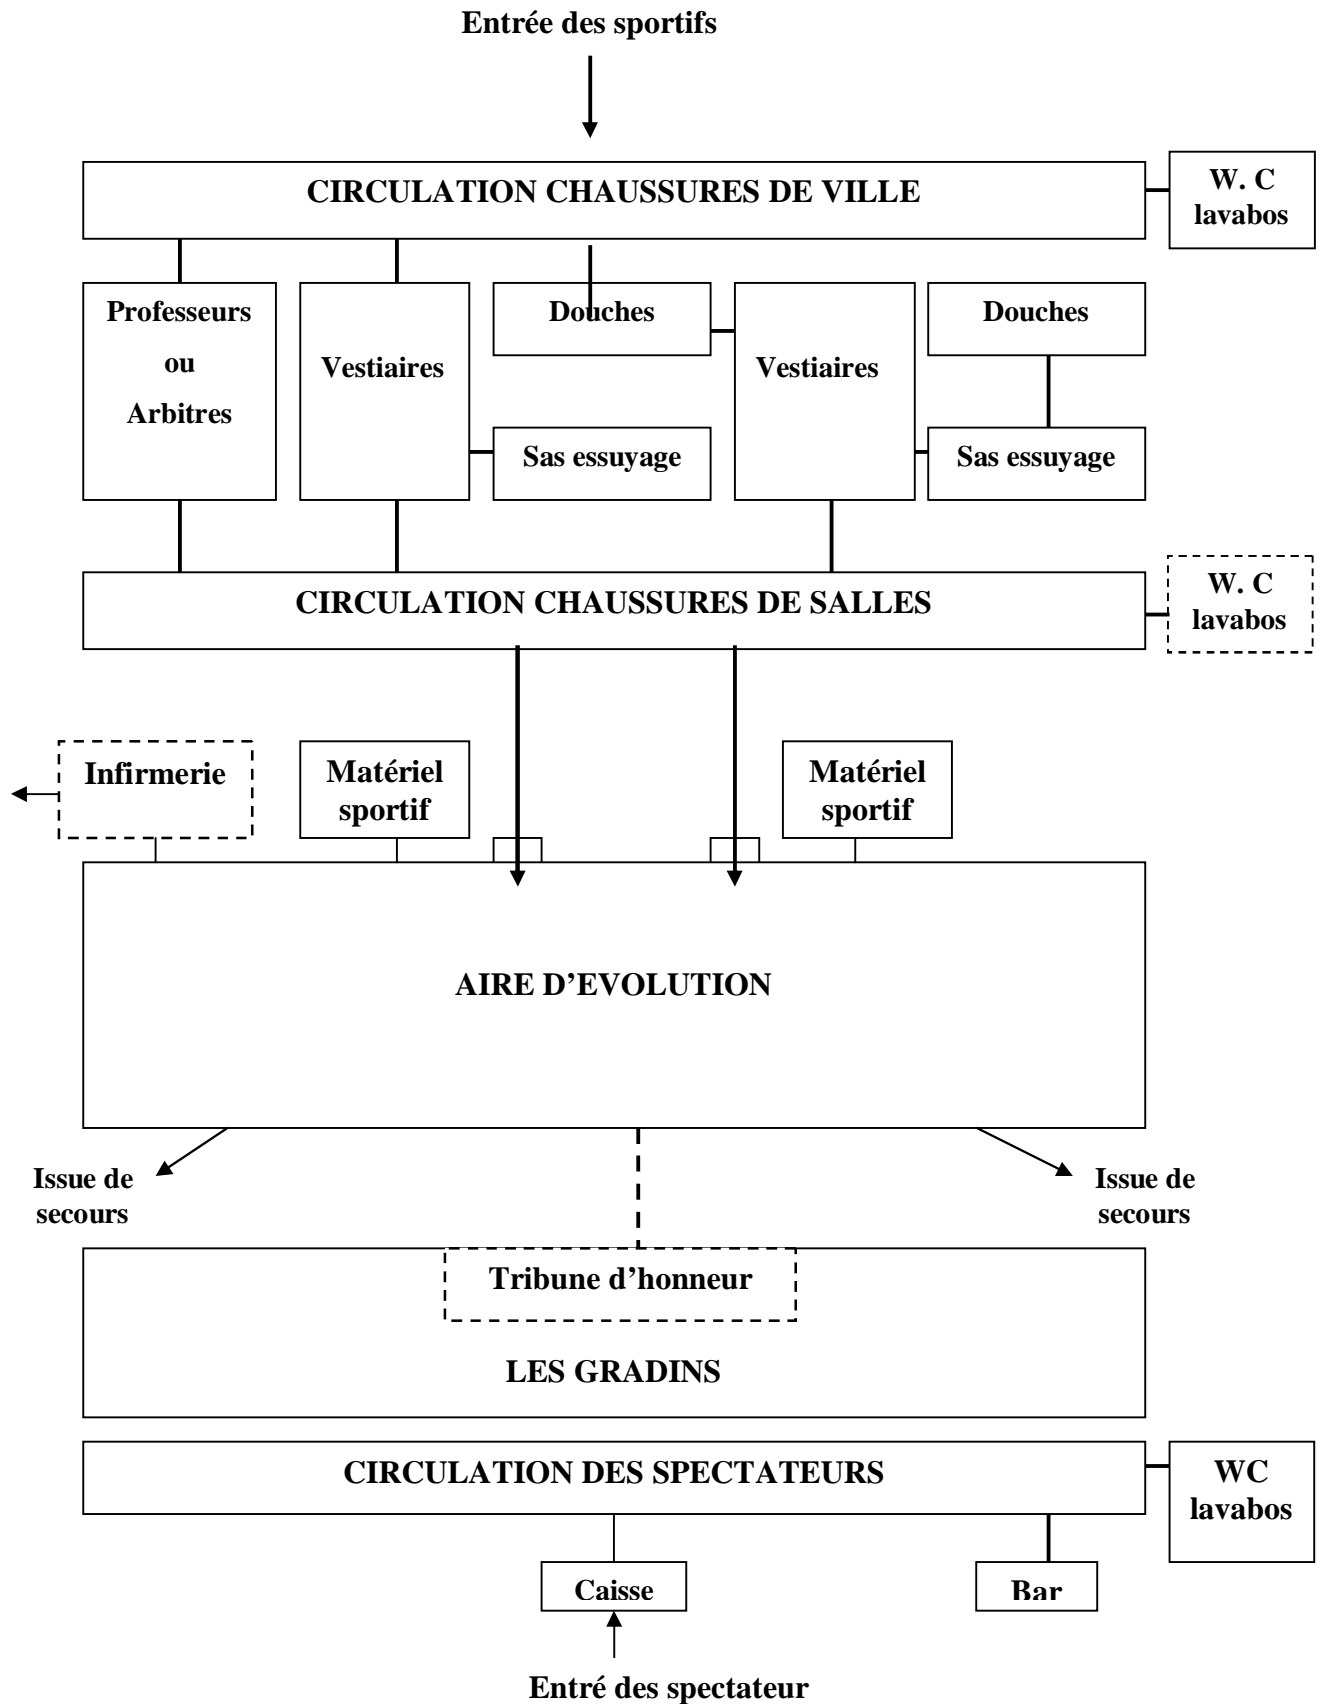 Entrée des sportifs
CIRCULATION CHAUSSURES DE VILLE
W. C
lavabos
Professeurs
ou
Arbitres
Vestiaires
Douches
Sas essuyage
Vestiaires
Douches
Sas essuyage
CIRCULATION CHAUSSURES DE SALLES
W. C
lavabos
Infirmerie
Matériel
sportif
Matériel
sportif
AIRE D’EVOLUTION
Issue de
secours
Issue de
secours
Tribune d’honneur
LES GRADINS
CIRCULATION DES SPECTATEURS
WC
lavabos
Caisse
Bar
Entré des spectateur